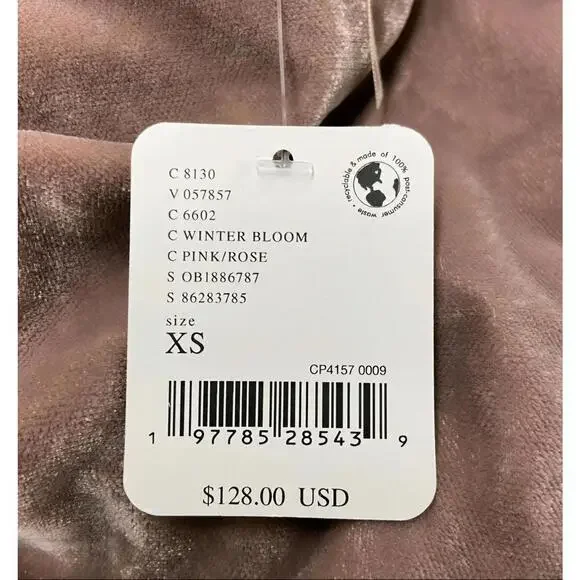 recyclable & made of 100% post-consumer waste •
C 8130
V 057857
C 6602
C WINTER BLOOM
C PINK/ROSE
S OB1886787
S 86283785
size
XS
CP4157 0009
1 97785 28543 9
$128.00 USD